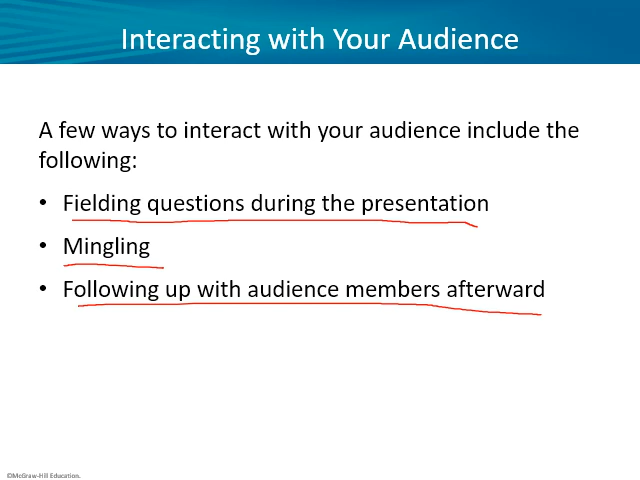 Interacting with Your Audience
A few ways to interact with your audience include the
following:
• Fielding questions during the presentation
• Mingling
• Following up with audience members afterward
©McGraw-Hill Education.